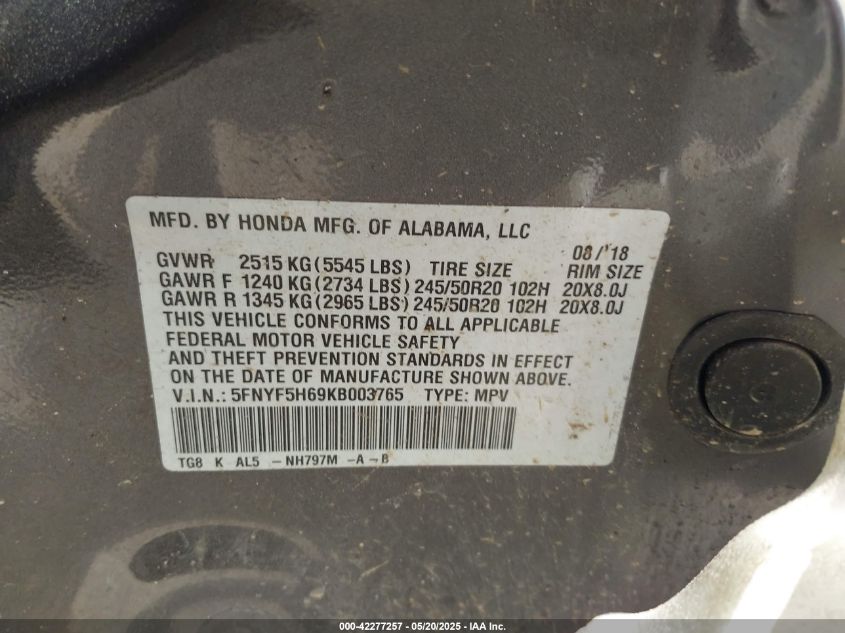 MFD. BY HONDA MFG. OF ALABAMA, LLC
08/'18
GVWR 2515 KG (5545 LBS) TIRE SIZE RIM SIZE
GAWR F 1240 KG (2734 LBS) 245/50R20 102H 20X8.0J
GAWR R 1345 KG (2965 LBS) 245/50R20 102H 20X8.0J
THIS VEHICLE CONFORMS TO ALL APPLICABLE
FEDERAL MOTOR VEHICLE SAFETY
AND THEFT PREVENTION STANDARDS IN EFFECT
ON THE DATE OF MANUFACTURE SHOWN ABOVE.
V.I.N.: 5FNYF5H69KB003765 TYPE: MPV
TG8 K AL5 - NH797M - A - B
000-42277257 - 05/20/2025 - IAA Inc.